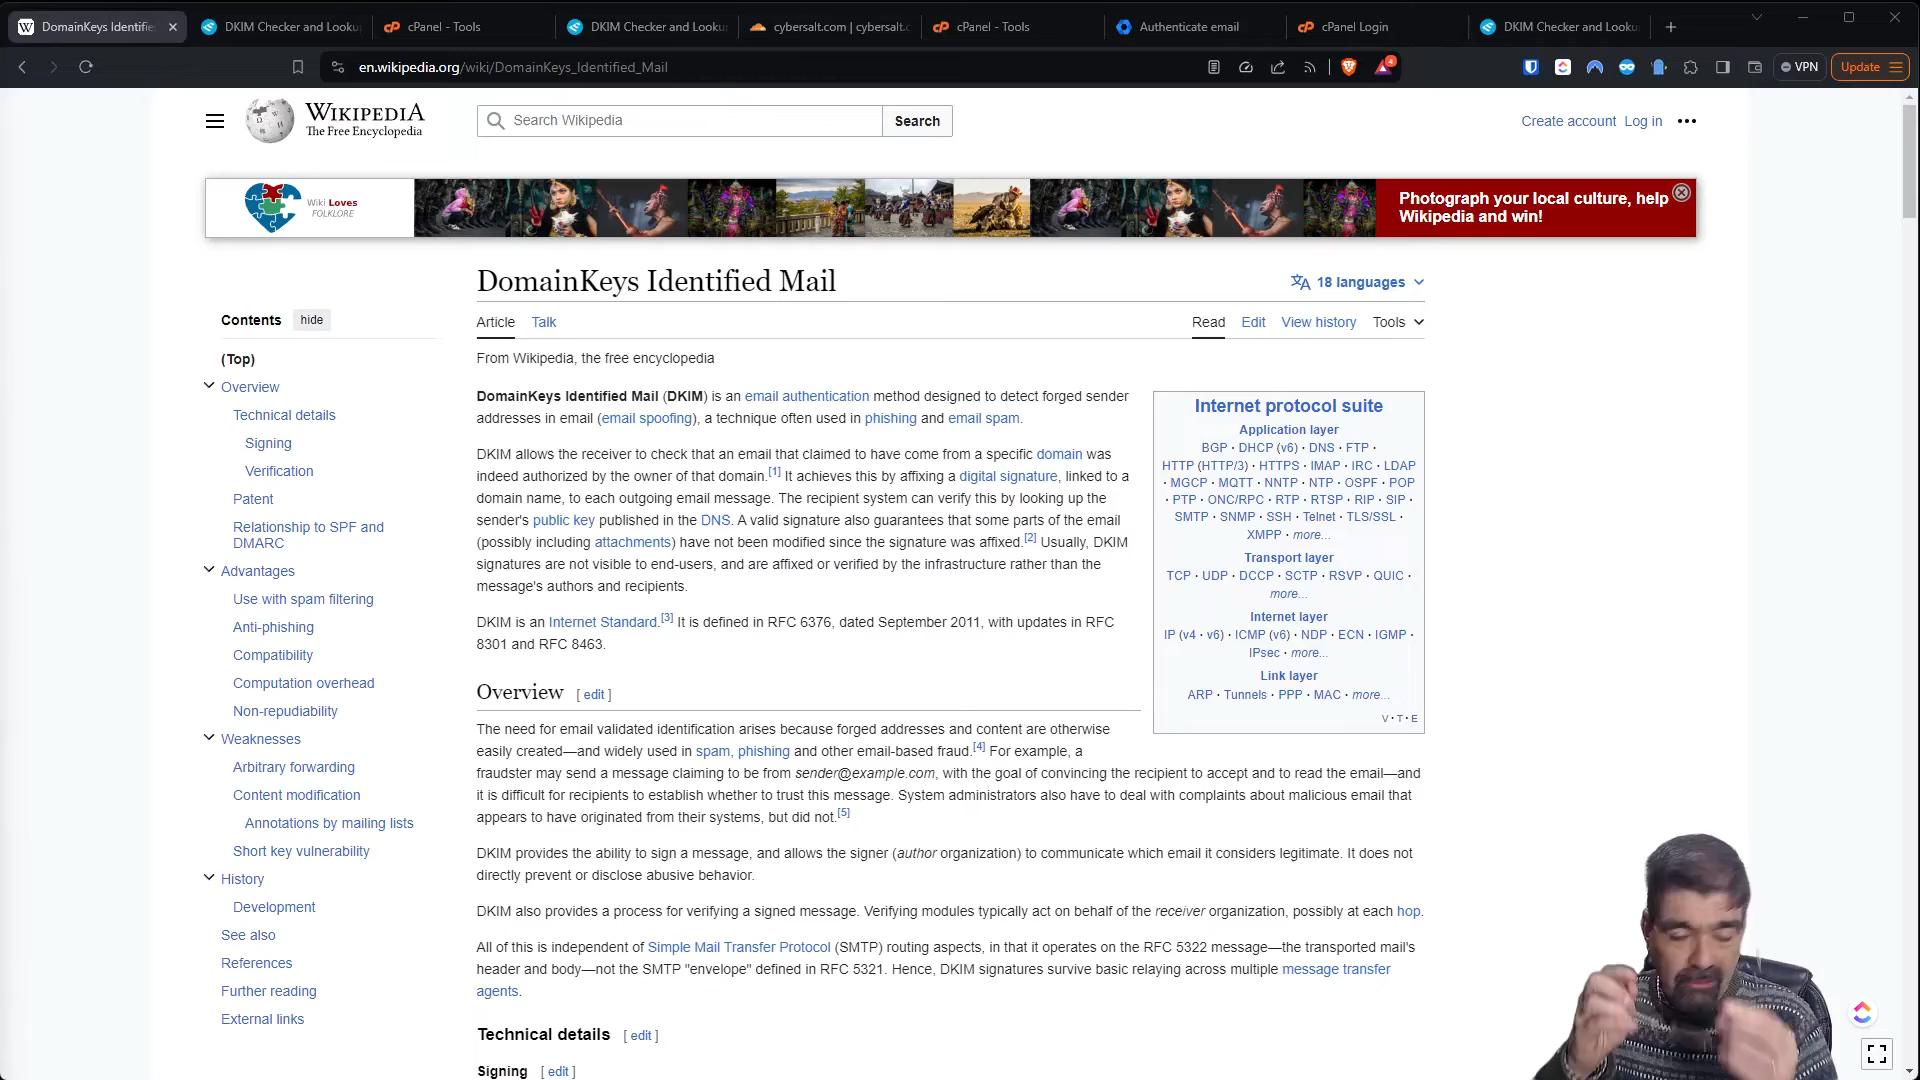 DomainKeys Identifie
DKIM Checker and Looku
cPanel - Tools
DKIM Checker and Looku
cybersalt.com | cybersalt.c
cPanel - Tools
Authenticate email
cPanel Login
DKIM Checker and Looku
en.wikipedia.org/wiki/DomainKeys_Identified_Mail
4
VPN
Update
WIKIPEDIA
The Free Encyclopedia
Search Wikipedia
Search
Create account Log in
Wiki Loves
FOLKLORE
Photograph your local culture, help
Wikipedia and win!
DomainKeys Identified Mail
18 languages
Article Talk
Read Edit View history Tools
From Wikipedia, the free encyclopedia
Contents hide
(Top)
Overview
Technical details
Signing
Verification
Patent
Relationship to SPF and
DMARC
Advantages
Use with spam filtering
Anti-phishing
Compatibility
Computation overhead
Non-repudiability
Weaknesses
Arbitrary forwarding
Content modification
Annotations by mailing lists
Short key vulnerability
History
Development
See also
References
Further reading
External links
DomainKeys Identified Mail (DKIM) is an email authentication method designed to detect forged sender
addresses in email (email spoofing), a technique often used in phishing and email spam.
DKIM allows the receiver to check that an email that claimed to have come from a specific domain was
indeed authorized by the owner of that domain.[1] It achieves this by affixing a digital signature, linked to a
domain name, to each outgoing email message. The recipient system can verify this by looking up the
sender's public key published in the DNS. A valid signature also guarantees that some parts of the email
(possibly including attachments) have not been modified since the signature was affixed.[2] Usually, DKIM
signatures are not visible to end-users, and are affixed or verified by the infrastructure rather than the
message's authors and recipients.
DKIM is an Internet Standard.[3] It is defined in RFC 6376, dated September 2011, with updates in RFC
8301 and RFC 8463.
Internet protocol suite
Application layer
BGP · DHCP (v6) · DNS · FTP ·
HTTP (HTTP/3) · HTTPS · IMAP · IRC · LDAP
· MGCP · MQTT · NNTP · NTP · OSPF · POP
· PTP · ONC/RPC · RTP · RTSP · RIP · SIP ·
SMTP · SNMP · SSH · Telnet · TLS/SSL ·
XMPP · more...
Transport layer
TCP · UDP · DCCP · SCTP · RSVP · QUIC ·
more...
Internet layer
IP (v4 · v6) · ICMP (v6) · NDP · ECN · IGMP ·
IPsec · more...
Link layer
ARP · Tunnels · PPP · MAC · more...
V · T · E
Overview [ edit ]
The need for email validated identification arises because forged addresses and content are otherwise
easily created—and widely used in spam, phishing and other email-based fraud.[4] For example, a
fraudster may send a message claiming to be from sender@example.com, with the goal of convincing the recipient to accept and to read the email—and
it is difficult for recipients to establish whether to trust this message. System administrators also have to deal with complaints about malicious email that
appears to have originated from their systems, but did not.[5]
DKIM provides the ability to sign a message, and allows the signer (author organization) to communicate which email it considers legitimate. It does not
directly prevent or disclose abusive behavior.
DKIM also provides a process for verifying a signed message. Verifying modules typically act on behalf of the receiver organization, possibly at each hop.
All of this is independent of Simple Mail Transfer Protocol (SMTP) routing aspects, in that it operates on the RFC 5322 message—the transported mail's
header and body—not the SMTP "envelope" defined in RFC 5321. Hence, DKIM signatures survive basic relaying across multiple message transfer
agents.
Technical details [ edit ]
Signing [ edit ]